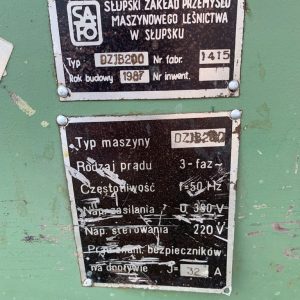 SAFO
SŁUPSKI ZAKŁAD PRZEMYSŁU
MASZYNOWEGO LEŚNICTWA
W SŁUPSKU
Typ DZJB200 Nr fabr. 1415
Rok budowy 1987 Nr inwent.
Typ maszyny DZJB200
Rodzaj prądu 3-faz~
Częstotliwość f=50 Hz
Nap. zasilania U 380 V
Nap. sterowania 220 V
Prąd znam. bezpieczników
na dopływie J= 32 A